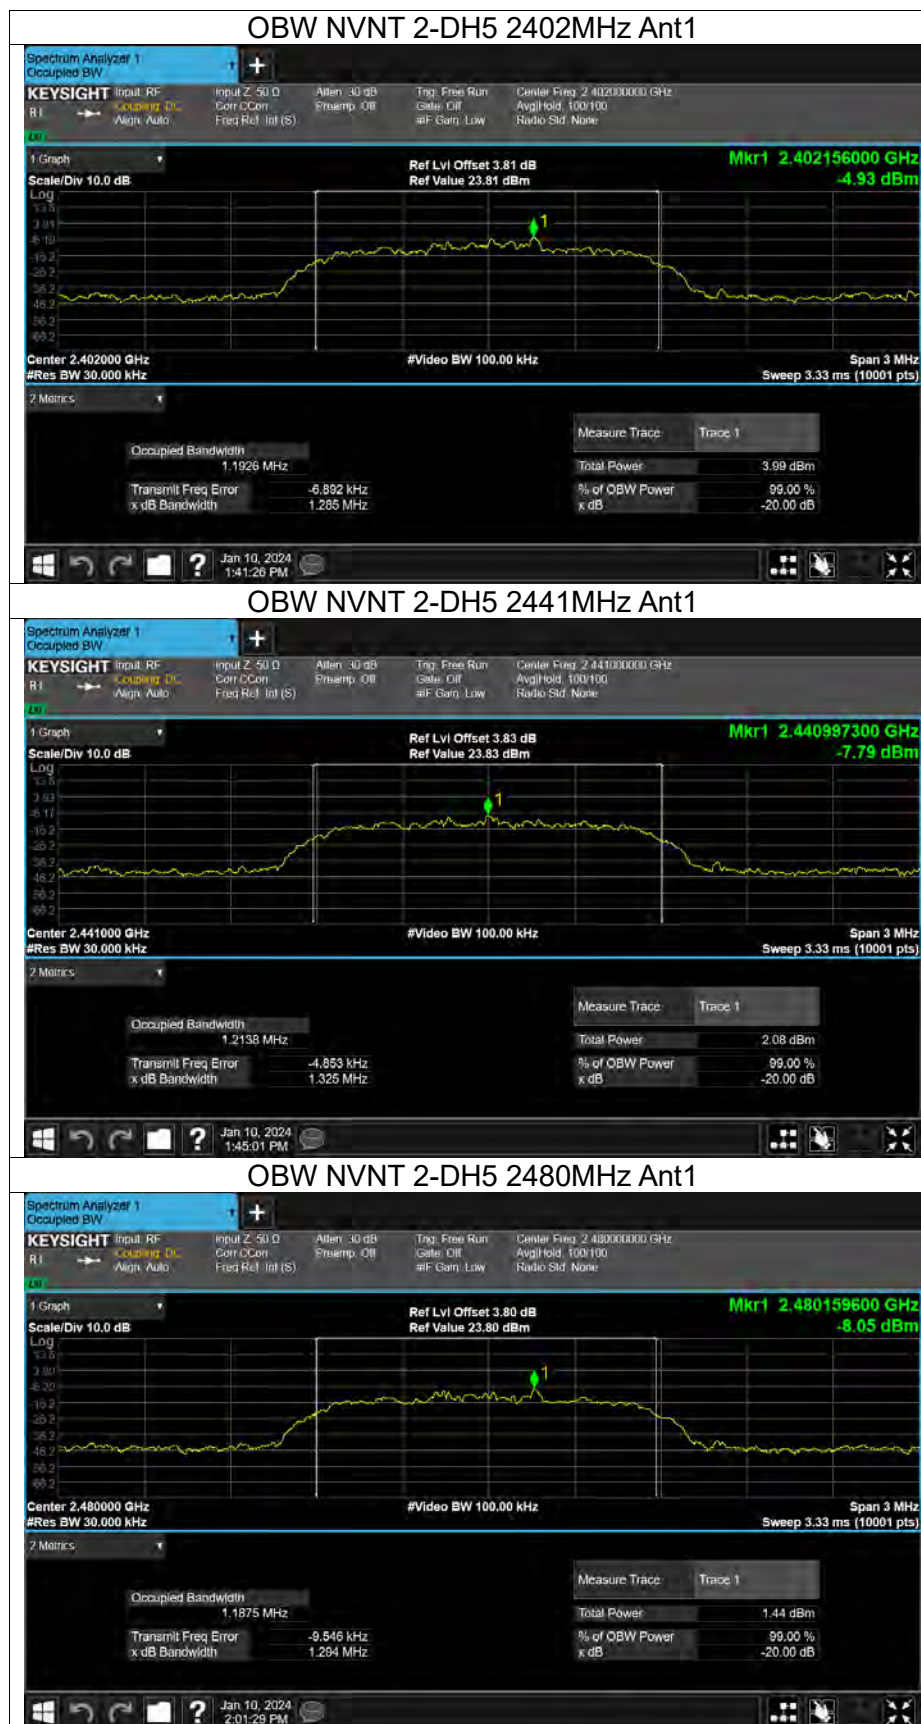 OBW NVNT 2-DH5 2402MHz Ant1
Spectrum Analyzer 1
Occupied BW
+
KEYSIGHT Input: RF Input Z: 50 Ω Atten: 30 dB Trig: Free Run Center Freq: 2.402000000 GHz
Coupling: DC Corr CCorr Preamp: Off Gate: Off Avg|Hold: 100/100
Align: Auto Freq Ref: Int (S) #IF Gain: Low Radio Std: None
1 Graph
Ref Lvl Offset 3.81 dB
Mkr1 2.402156000 GHz
Scale/Div 10.0 dB
Ref Value 23.81 dBm
-4.93 dBm
Log
1
Center 2.402000 GHz #Video BW 100.00 kHz Span 3 MHz
#Res BW 30.000 kHz Sweep 3.33 ms (10001 pts)
2 Metrics
Measure Trace Trace 1
Occupied Bandwidth
1.1926 MHz
Total Power 3.99 dBm
Transmit Freq Error -6.892 kHz % of OBW Power 99.00 %
x dB Bandwidth 1.285 MHz x dB -20.00 dB
? Jan 10, 2024
1:41:26 PM
OBW NVNT 2-DH5 2441MHz Ant1
Spectrum Analyzer 1
Occupied BW
+
KEYSIGHT Input: RF Input Z: 50 Ω Atten: 30 dB Trig: Free Run Center Freq: 2.441000000 GHz
Coupling: DC Corr CCorr Preamp: Off Gate: Off Avg|Hold: 100/100
Align: Auto Freq Ref: Int (S) #IF Gain: Low Radio Std: None
1 Graph
Ref Lvl Offset 3.83 dB
Mkr1 2.440997300 GHz
Scale/Div 10.0 dB
Ref Value 23.83 dBm
-7.79 dBm
Log
1
Center 2.441000 GHz #Video BW 100.00 kHz Span 3 MHz
#Res BW 30.000 kHz Sweep 3.33 ms (10001 pts)
2 Metrics
Measure Trace Trace 1
Occupied Bandwidth
1.2138 MHz
Total Power 2.08 dBm
Transmit Freq Error -4.853 kHz % of OBW Power 99.00 %
x dB Bandwidth 1.325 MHz x dB -20.00 dB
? Jan 10, 2024
1:45:01 PM
OBW NVNT 2-DH5 2480MHz Ant1
Spectrum Analyzer 1
Occupied BW
+
KEYSIGHT Input: RF Input Z: 50 Ω Atten: 30 dB Trig: Free Run Center Freq: 2.480000000 GHz
Coupling: DC Corr CCorr Preamp: Off Gate: Off Avg|Hold: 100/100
Align: Auto Freq Ref: Int (S) #IF Gain: Low Radio Std: None
1 Graph
Ref Lvl Offset 3.80 dB
Mkr1 2.480159600 GHz
Scale/Div 10.0 dB
Ref Value 23.80 dBm
-8.05 dBm
Log
1
Center 2.480000 GHz #Video BW 100.00 kHz Span 3 MHz
#Res BW 30.000 kHz Sweep 3.33 ms (10001 pts)
2 Metrics
Measure Trace Trace 1
Occupied Bandwidth
1.1875 MHz
Total Power 1.44 dBm
Transmit Freq Error -9.546 kHz % of OBW Power 99.00 %
x dB Bandwidth 1.294 MHz x dB -20.00 dB
? Jan 10, 2024
2:01:29 PM